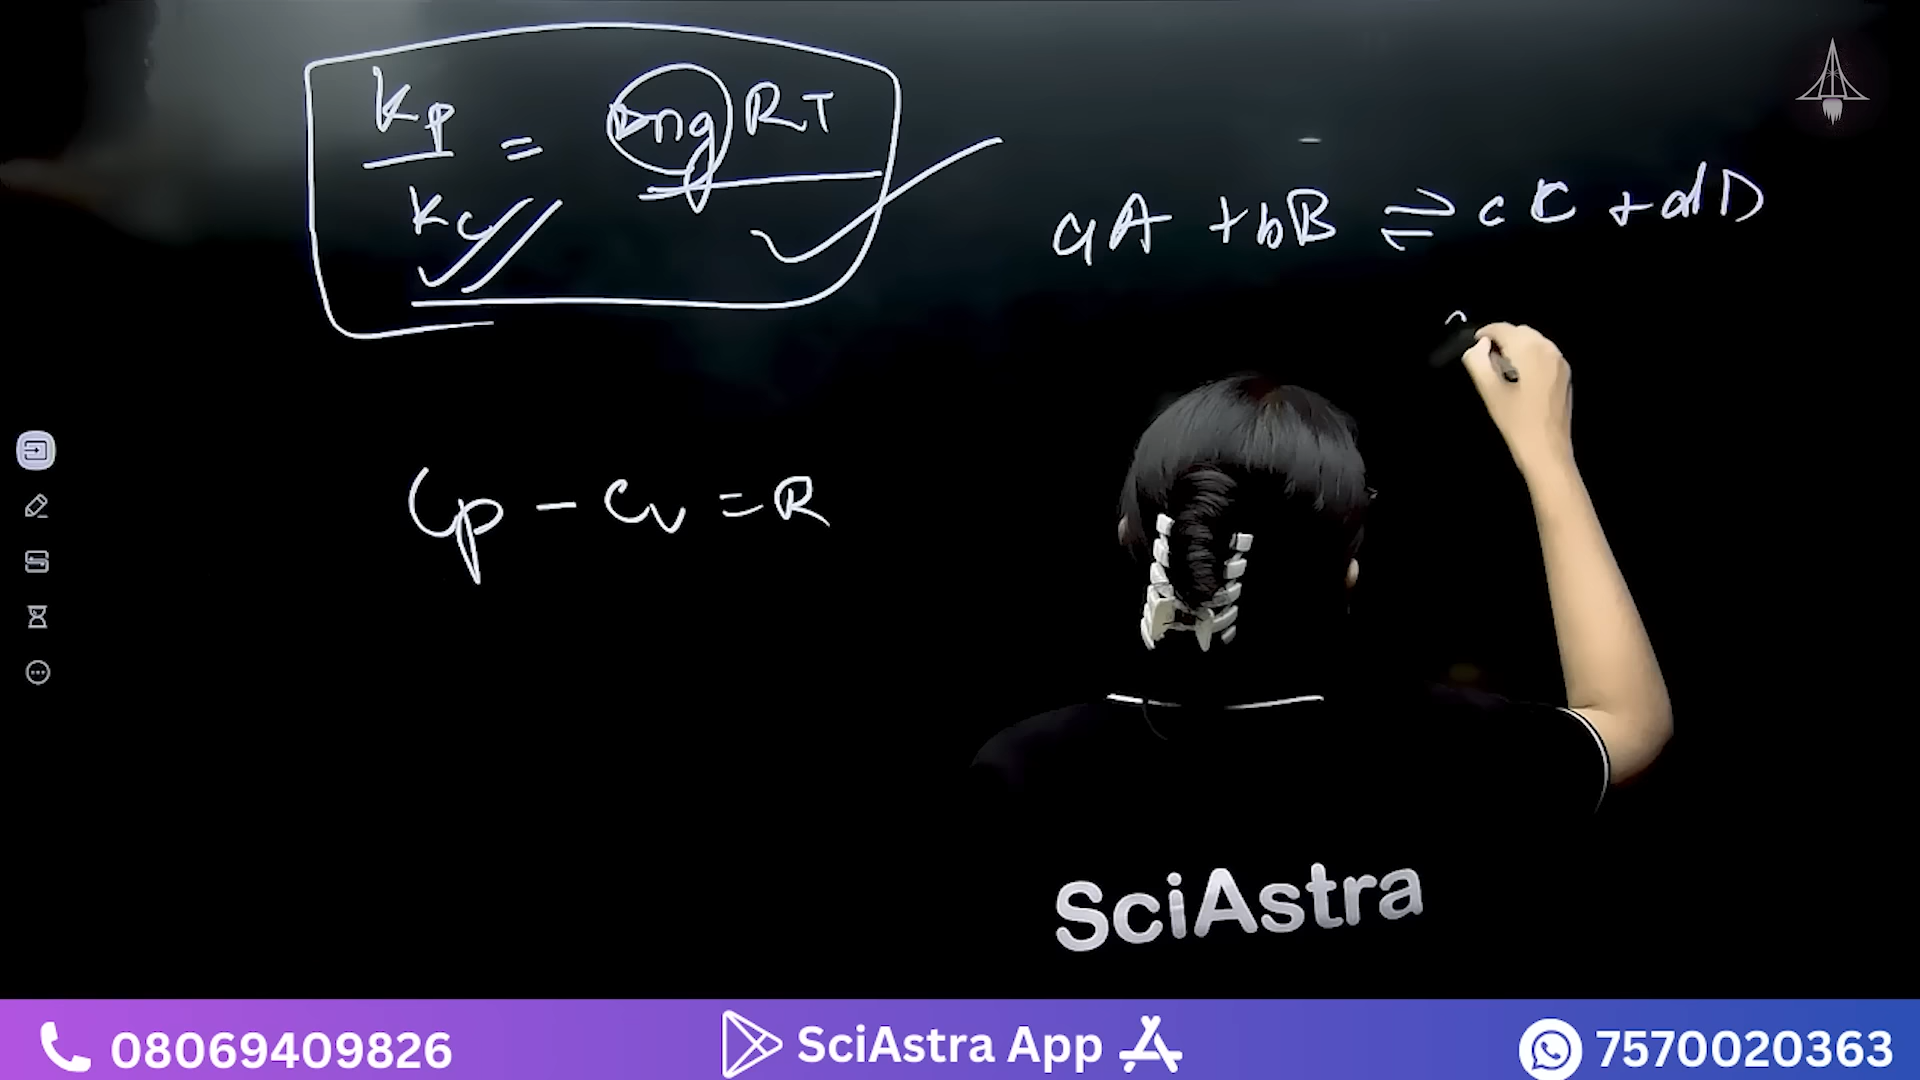 Kp = Δng RT
Kc
aA + bB ⇌ cC + dD
Cp - Cv = R
SciAstra
08069409826
SciAstra App
7570020363